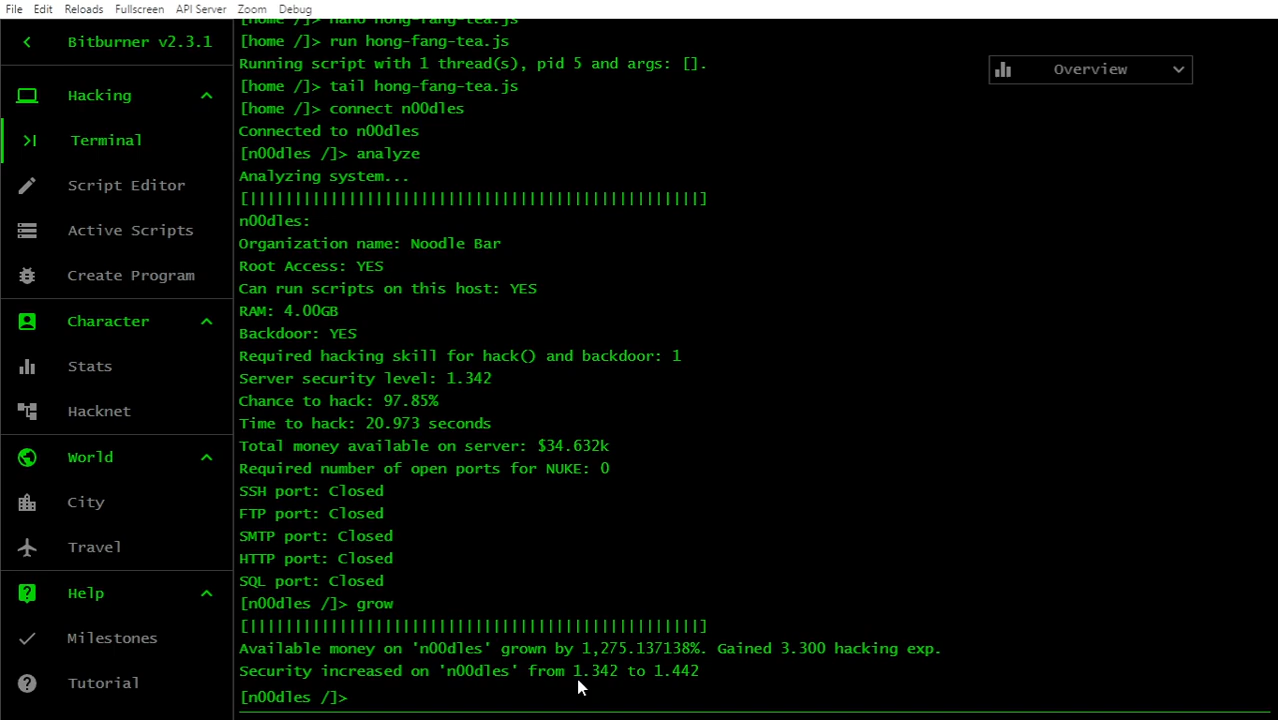 File Edit Reloads Fullscreen API Server Zoom Debug
Bitburner v2.3.1
Hacking
Terminal
Script Editor
Active Scripts
Create Program
Character
Stats
Hacknet
World
City
Travel
Help
Milestones
Tutorial
Overview
[home /]> nano hong-fang-tea.js
[home /]> run hong-fang-tea.js
Running script with 1 thread(s), pid 5 and args: [].
[home /]> tail hong-fang-tea.js
[home /]> connect n00dles
Connected to n00dles
[n00dles /]> analyze
Analyzing system...
[||||||||||||||||||||||||||||||||||||||||||||||||||]
n00dles:
Organization name: Noodle Bar
Root Access: YES
Can run scripts on this host: YES
RAM: 4.00GB
Backdoor: YES
Required hacking skill for hack() and backdoor: 1
Server security level: 1.342
Chance to hack: 97.85%
Time to hack: 20.973 seconds
Total money available on server: $34.632k
Required number of open ports for NUKE: 0
SSH port: Closed
FTP port: Closed
SMTP port: Closed
HTTP port: Closed
SQL port: Closed
[n00dles /]> grow
[||||||||||||||||||||||||||||||||||||||||||||||||||]
Available money on 'n00dles' grown by 1,275.137138%. Gained 3.300 hacking exp.
Security increased on 'n00dles' from 1.342 to 1.442
[n00dles /]>